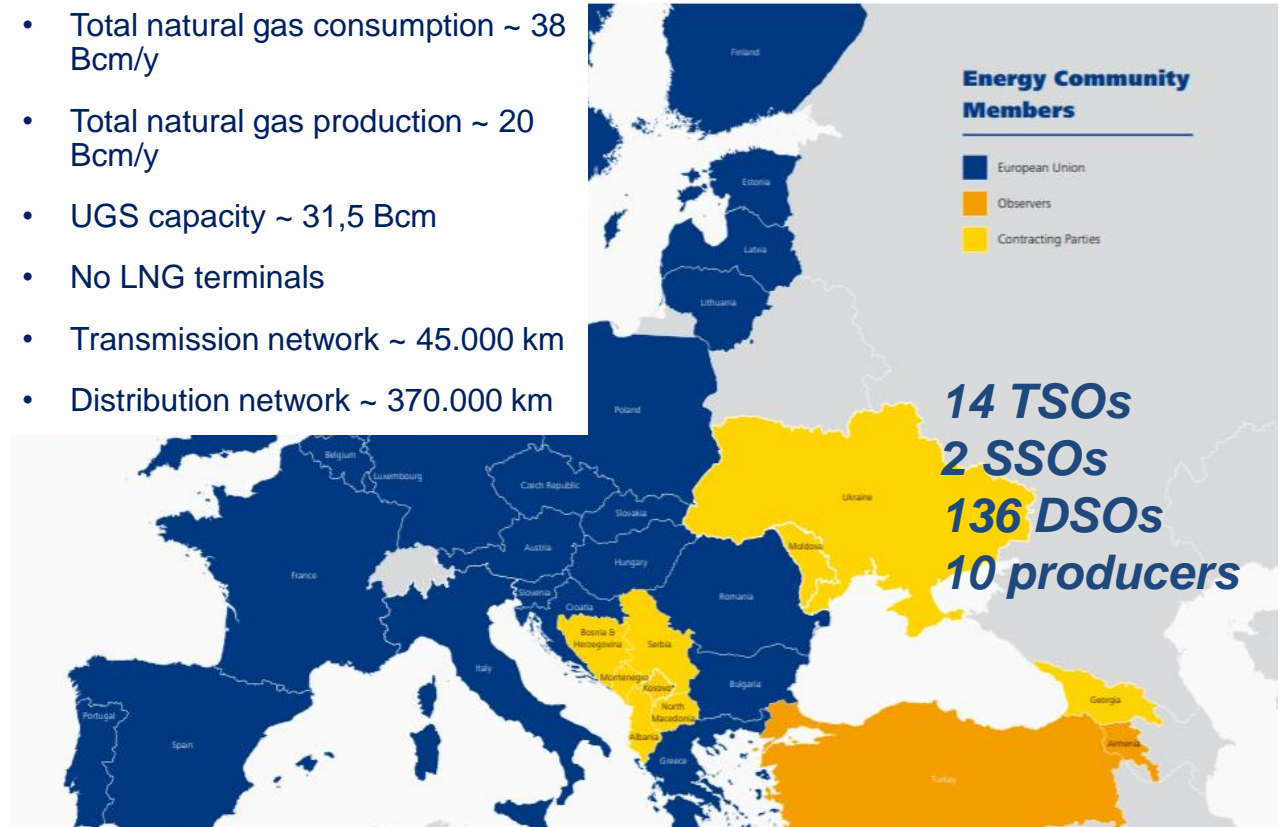 • Total natural gas consumption ~ 38
Bcm/y
• Total natural gas production ~ 20
Bcm/y
• UGS capacity ~ 31,5 Bcm
• No LNG terminals
• Transmission network ~ 45.000 km
• Distribution network ~ 370.000 km
Energy Community
Members
European Union
Observers
Contracting Parties
14 TSOs
2 SSOs
136 DSOs
10 producers
Finland
Estonia
Latvia
Lithuania
Poland
Belgium
Luxembourg
Czech Republic
Slovakia
Ukraine
Moldova
Austria
Hungary
France
Slovenia
Croatia
Romania
Bosnia &
Herzegovina
Serbia
Italy
Montenegro
Kosovo*
Bulgaria
North
Macedonia
Albania
Greece
Portugal
Spain
Georgia
Armenia
Turkey